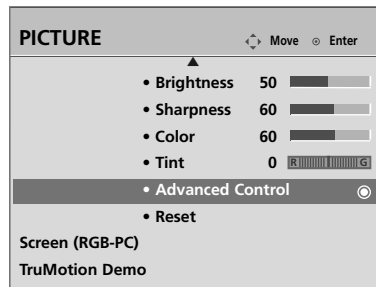 PICTURE Move Enter
• Brightness 50
• Sharpness 60
• Color 60
• Tint 0 R G
• Advanced Control
• Reset
Screen (RGB-PC)
TruMotion Demo